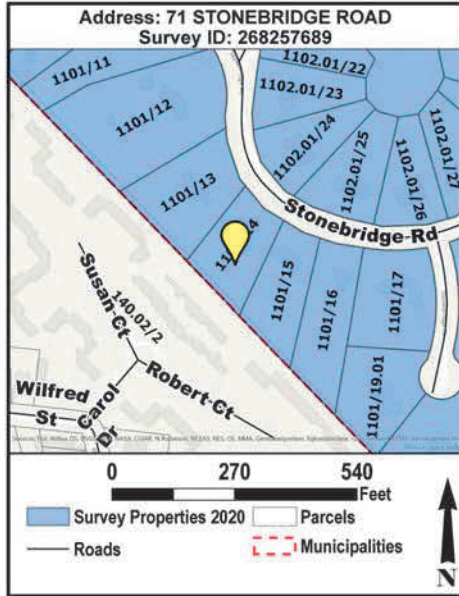 Address: 71 STONEBRIDGE ROAD
Survey ID: 268257689
1101/11
1102.01/22
1102.01/23
1101/12
1102.01/24
1102.01/25
1102.01/26
1102.01/27
1101/13
Stonebridge Rd
1101/15
1101/16
1101/17
1101/19.01
Susan Ct
140.02/2
Robert Ct
Wilfred
St
Carol
Dr
0 270 540
Feet
Survey Properties 2020
Parcels
Roads
Municipalities
N